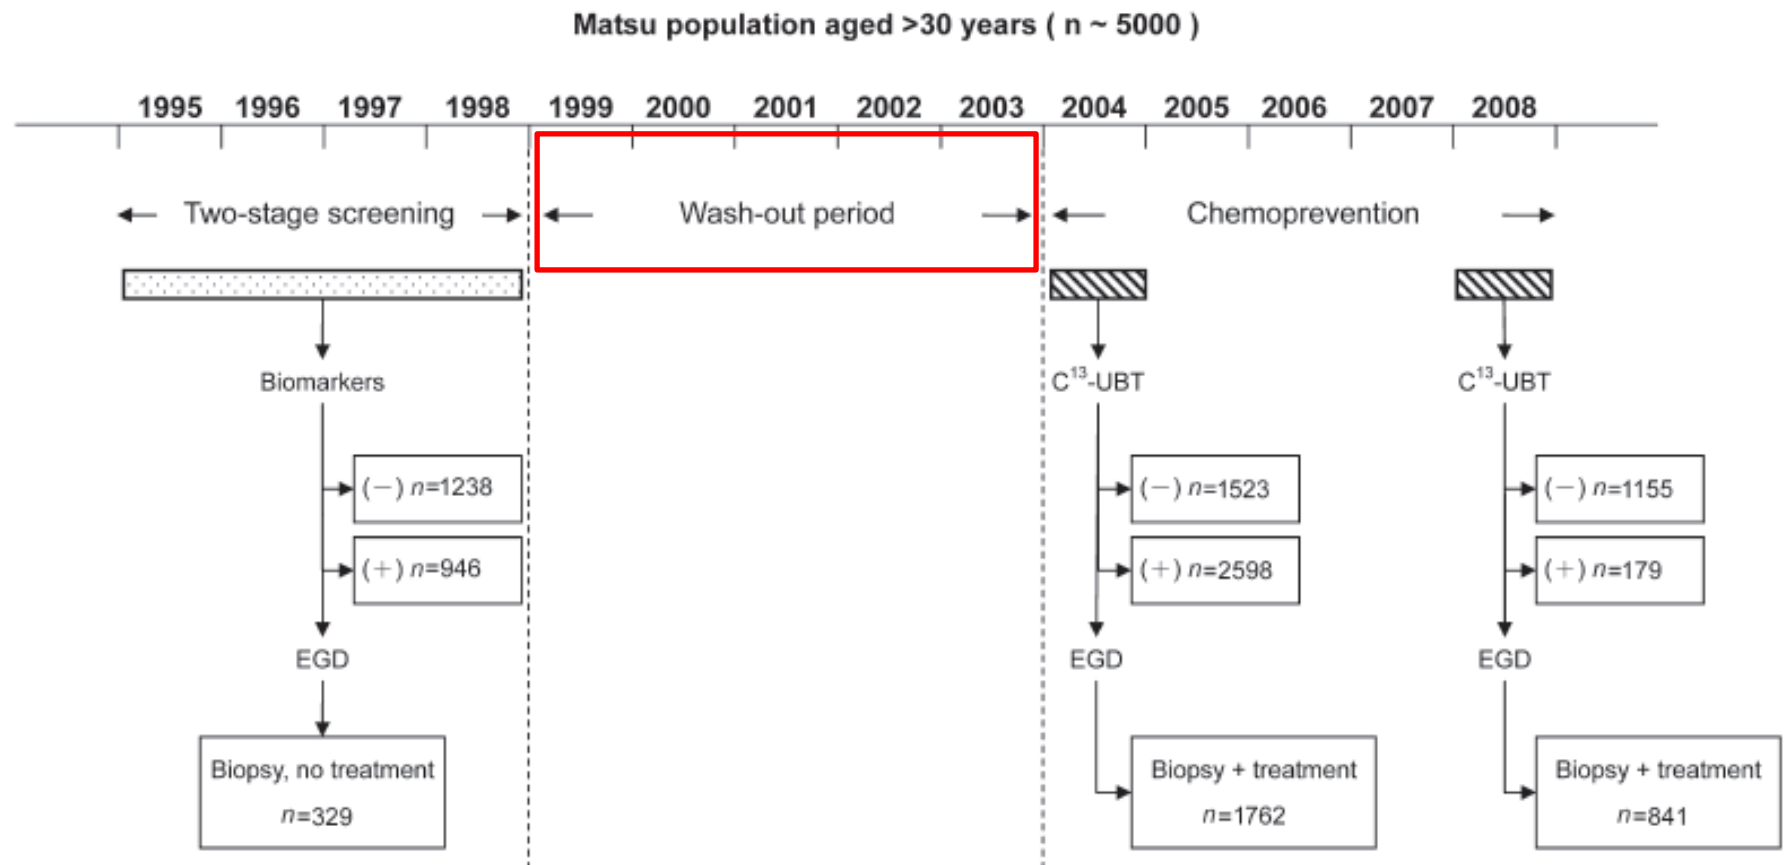 Matsu population aged >30 years ( n ~ 5000 )
1995 1996 1997 1998 1999 2000 2001 2002 2003 2004 2005 2006 2007 2008
Two-stage screening Wash-out period Chemoprevention
Biomarkers C¹³-UBT C¹³-UBT
(−) n=1238 (−) n=1523 (−) n=1155
(+) n=946 (+) n=2598 (+) n=179
EGD EGD EGD
Biopsy, no treatment Biopsy + treatment Biopsy + treatment
n=329 n=1762 n=841